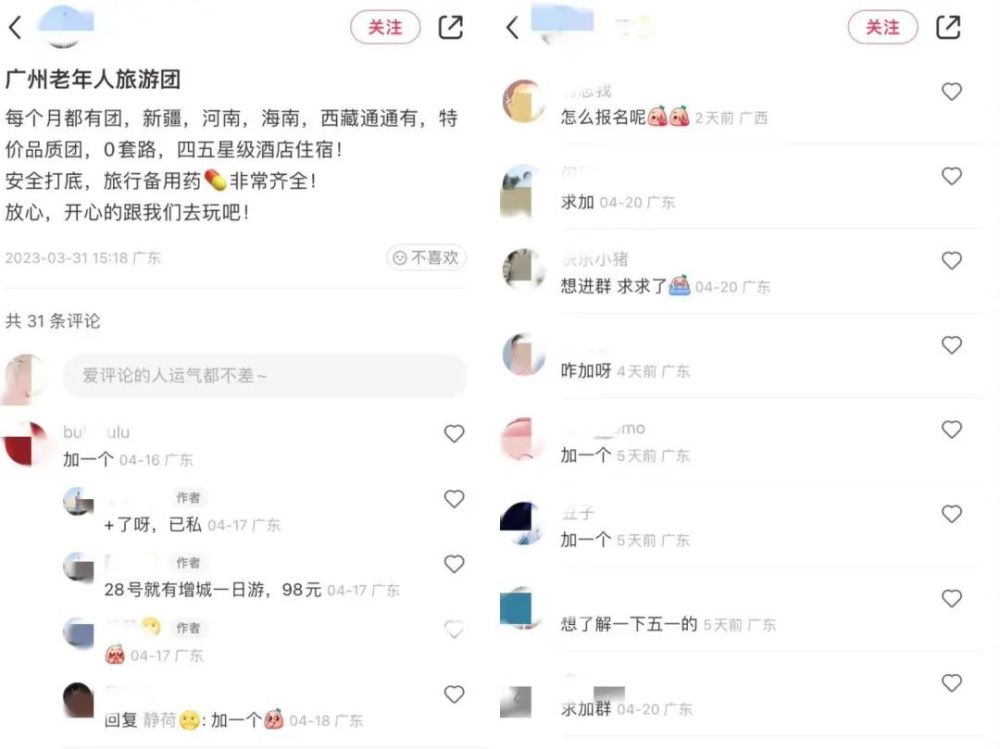 关注
广州老年人旅游团
每个月都有团，新疆，河南，海南，西藏通通有，特
价品质团，0套路，四五星级酒店住宿！
安全打底，旅行备用药💊非常齐全！
放心，开心的跟我们去玩吧！
2023-03-31 15:18 广东
不喜欢
共 31 条评论
爱评论的人运气都不差~
加一个 04-16 广东
作者
+了呀，已私 04-17 广东
作者
28号就有增城一日游，98元 04-17 广东
作者
04-17 广东
回复 静荷: 加一个 04-18 广东
关注
怎么报名呢 2天前 广西
求加 04-20 广东
快乐小猪
想进群 求求了 04-20 广东
咋加呀 4天前 广东
omo
加一个 5天前 广东
豆子
加一个 5天前 广东
想了解一下五一的 5天前 广东
求加群 04-20 广东